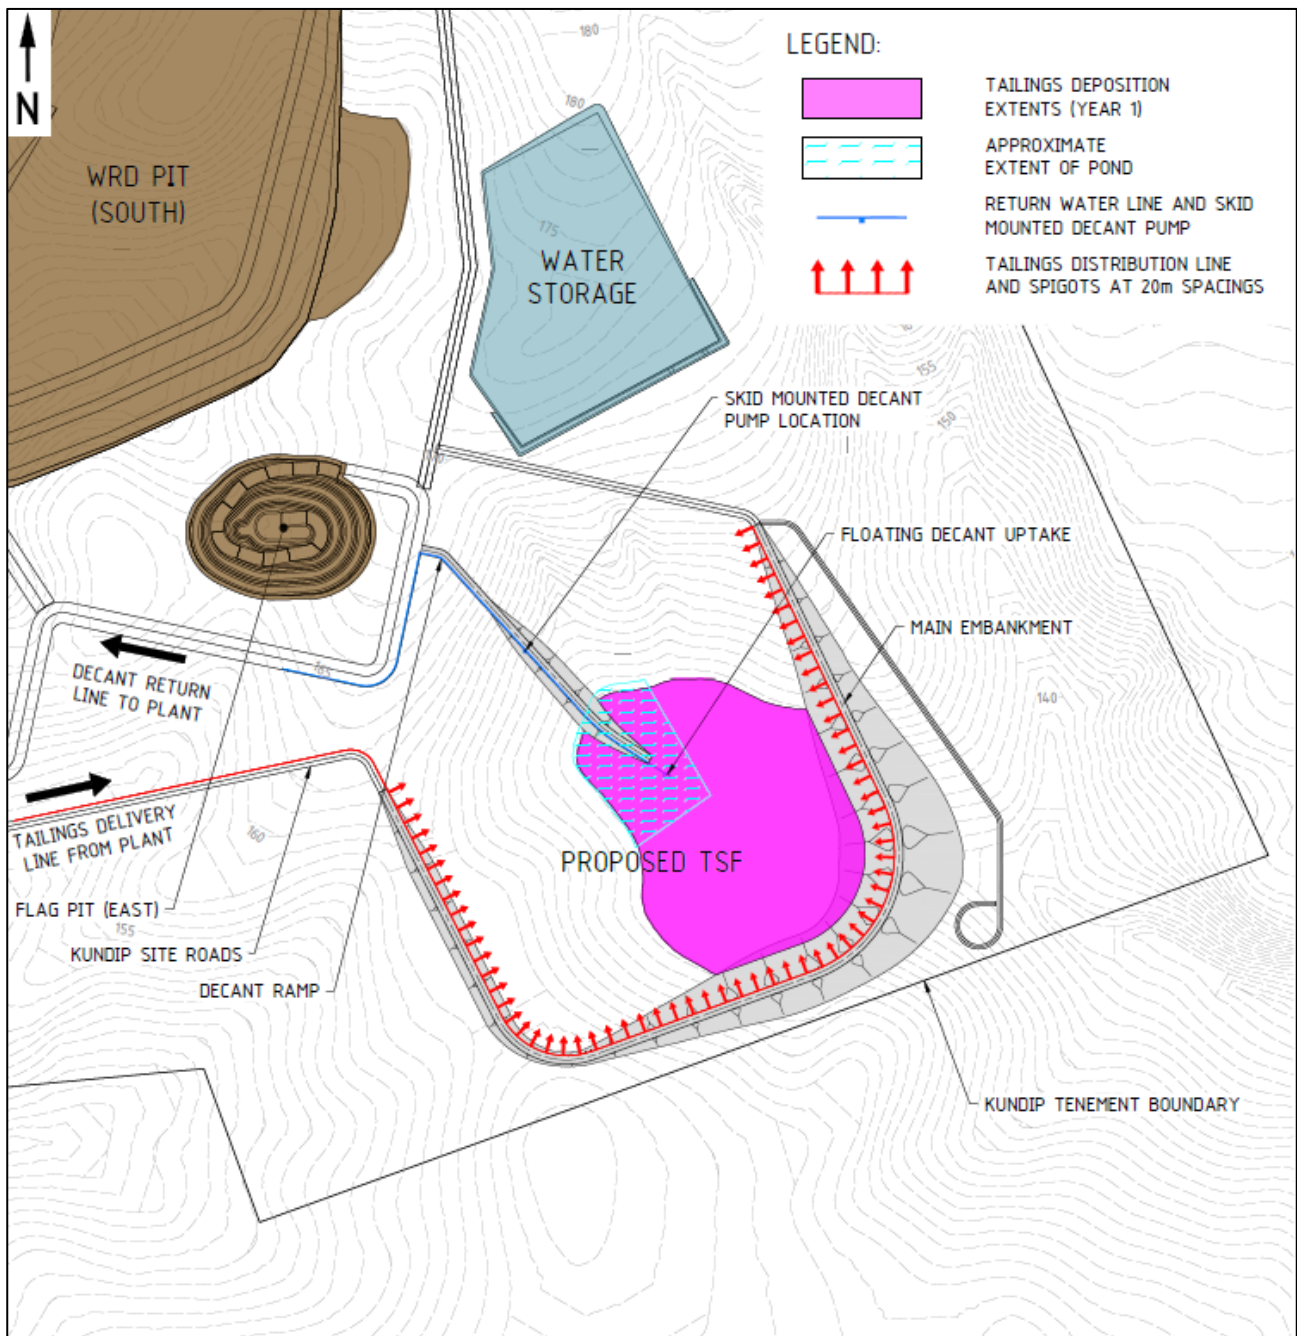 N
WRD PIT
(SOUTH)
180
180
175
WATER
STORAGE
LEGEND:
TAILINGS DEPOSITION
EXTENTS (YEAR 1)
APPROXIMATE
EXTENT OF POND
RETURN WATER LINE AND SKID
MOUNTED DECANT PUMP
TAILINGS DISTRIBUTION LINE
AND SPIGOTS AT 20m SPACINGS
155
150
SKID MOUNTED DECANT
PUMP LOCATION
FLOATING DECANT UPTAKE
MAIN EMBANKMENT
140
DECANT RETURN
LINE TO PLANT
165
TAILINGS DELIVERY
LINE FROM PLANT
160
PROPOSED TSF
FLAG PIT (EAST)
155
KUNDIP SITE ROADS
DECANT RAMP
KUNDIP TENEMENT BOUNDARY